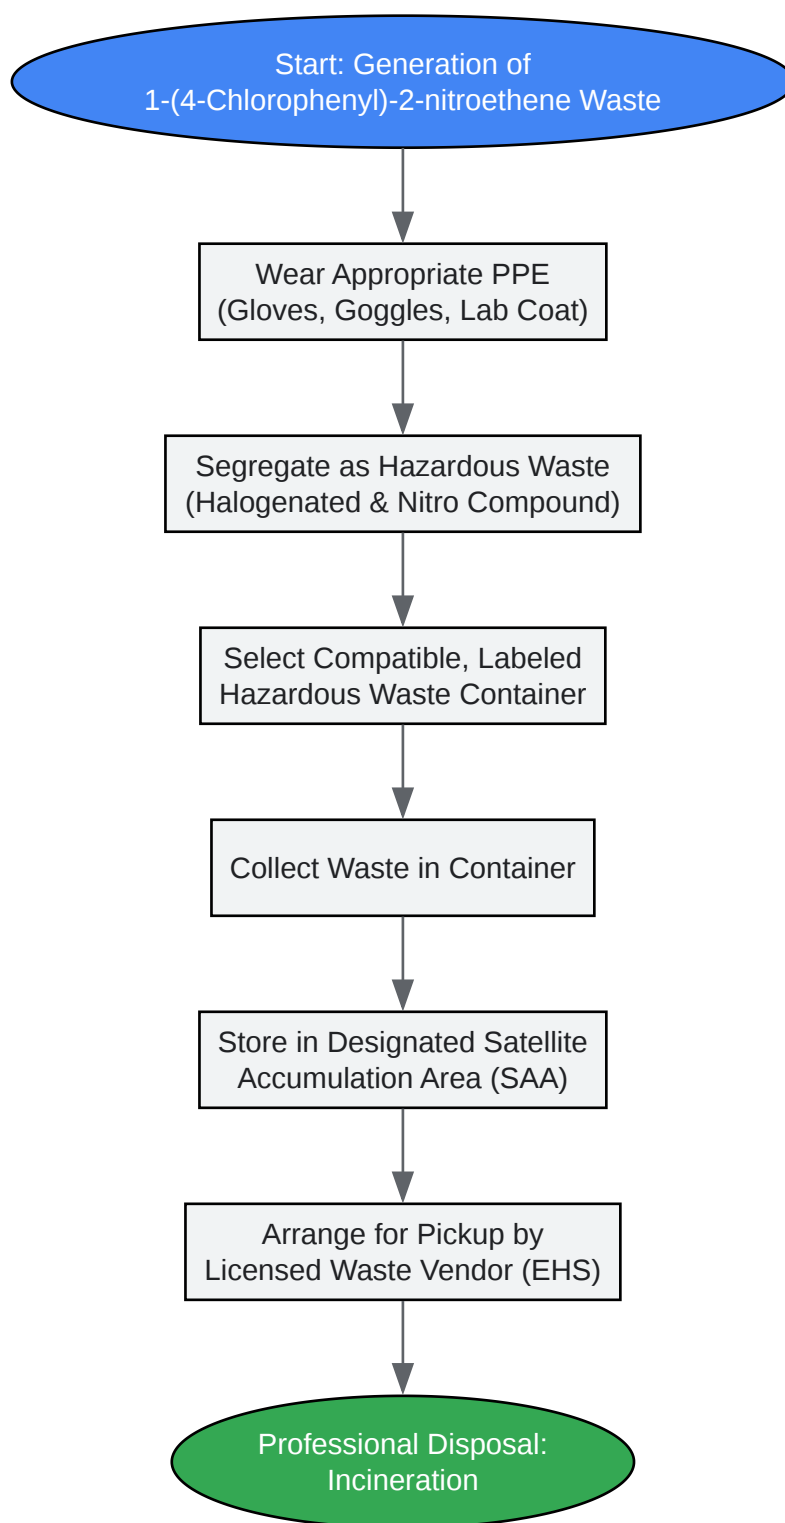 Start: Generation of
1-(4-Chlorophenyl)-2-nitroethene Waste
Wear Appropriate PPE
(Gloves, Goggles, Lab Coat)
Segregate as Hazardous Waste
(Halogenated & Nitro Compound)
Select Compatible, Labeled
Hazardous Waste Container
Collect Waste in Container
Store in Designated Satellite
Accumulation Area (SAA)
Arrange for Pickup by
Licensed Waste Vendor (EHS)
Professional Disposal:
Incineration